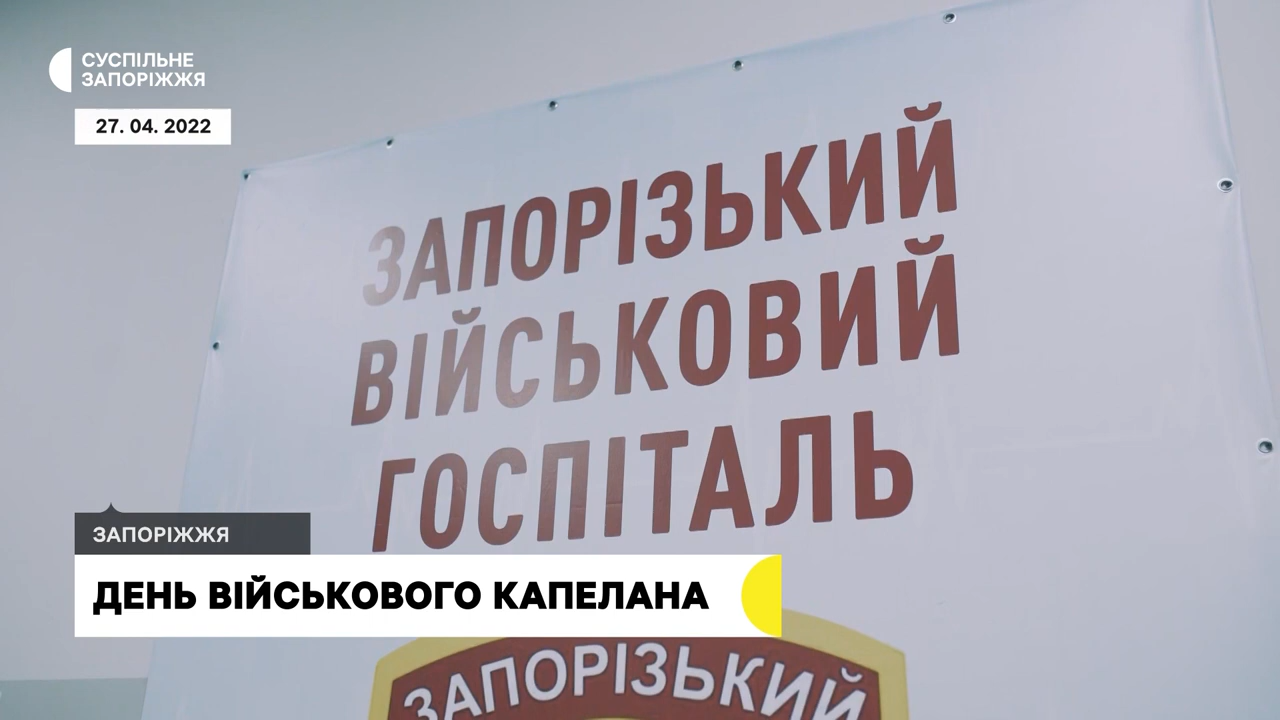 СУСПІЛЬНЕ
ЗАПОРІЖЖЯ
27. 04. 2022
ЗАПОРІЗЬКИЙ
ВІЙСЬКОВИЙ
ГОСПІТАЛЬ
ЗАПОРІЖЖЯ
ДЕНЬ ВІЙСЬКОВОГО КАПЕЛАНА
ЗАПОРІЗЬКИЙ